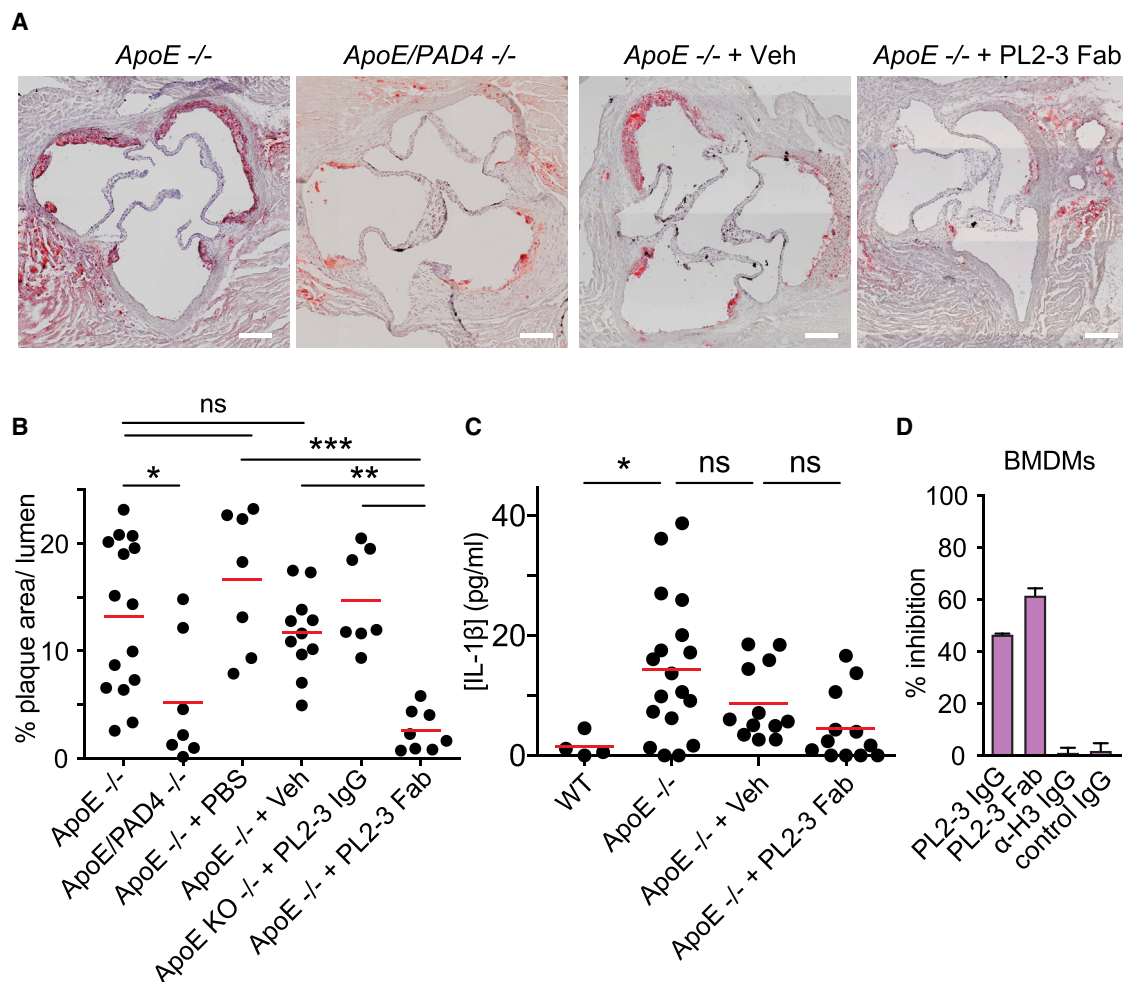 A
ApoE -/-
ApoE/PAD4 -/-
ApoE -/- + Veh
ApoE -/- + PL2-3 Fab
B
ns
***
*
**
% plaque area/ lumen
20
10
0
ApoE -/-
ApoE/PAD4 -/-
ApoE -/- + PBS
ApoE -/- + Veh
ApoE KO -/- + PL2-3 IgG
ApoE -/- + PL2-3 Fab
C
*
ns
ns
[IL-1β] (pg/ml)
40
20
0
WT
ApoE -/-
ApoE -/- + Veh
ApoE -/- + PL2-3 Fab
D
BMDMs
% inhibition
100
80
60
40
20
0
PL2-3 IgG
PL2-3 Fab
α-H3 IgG
control IgG